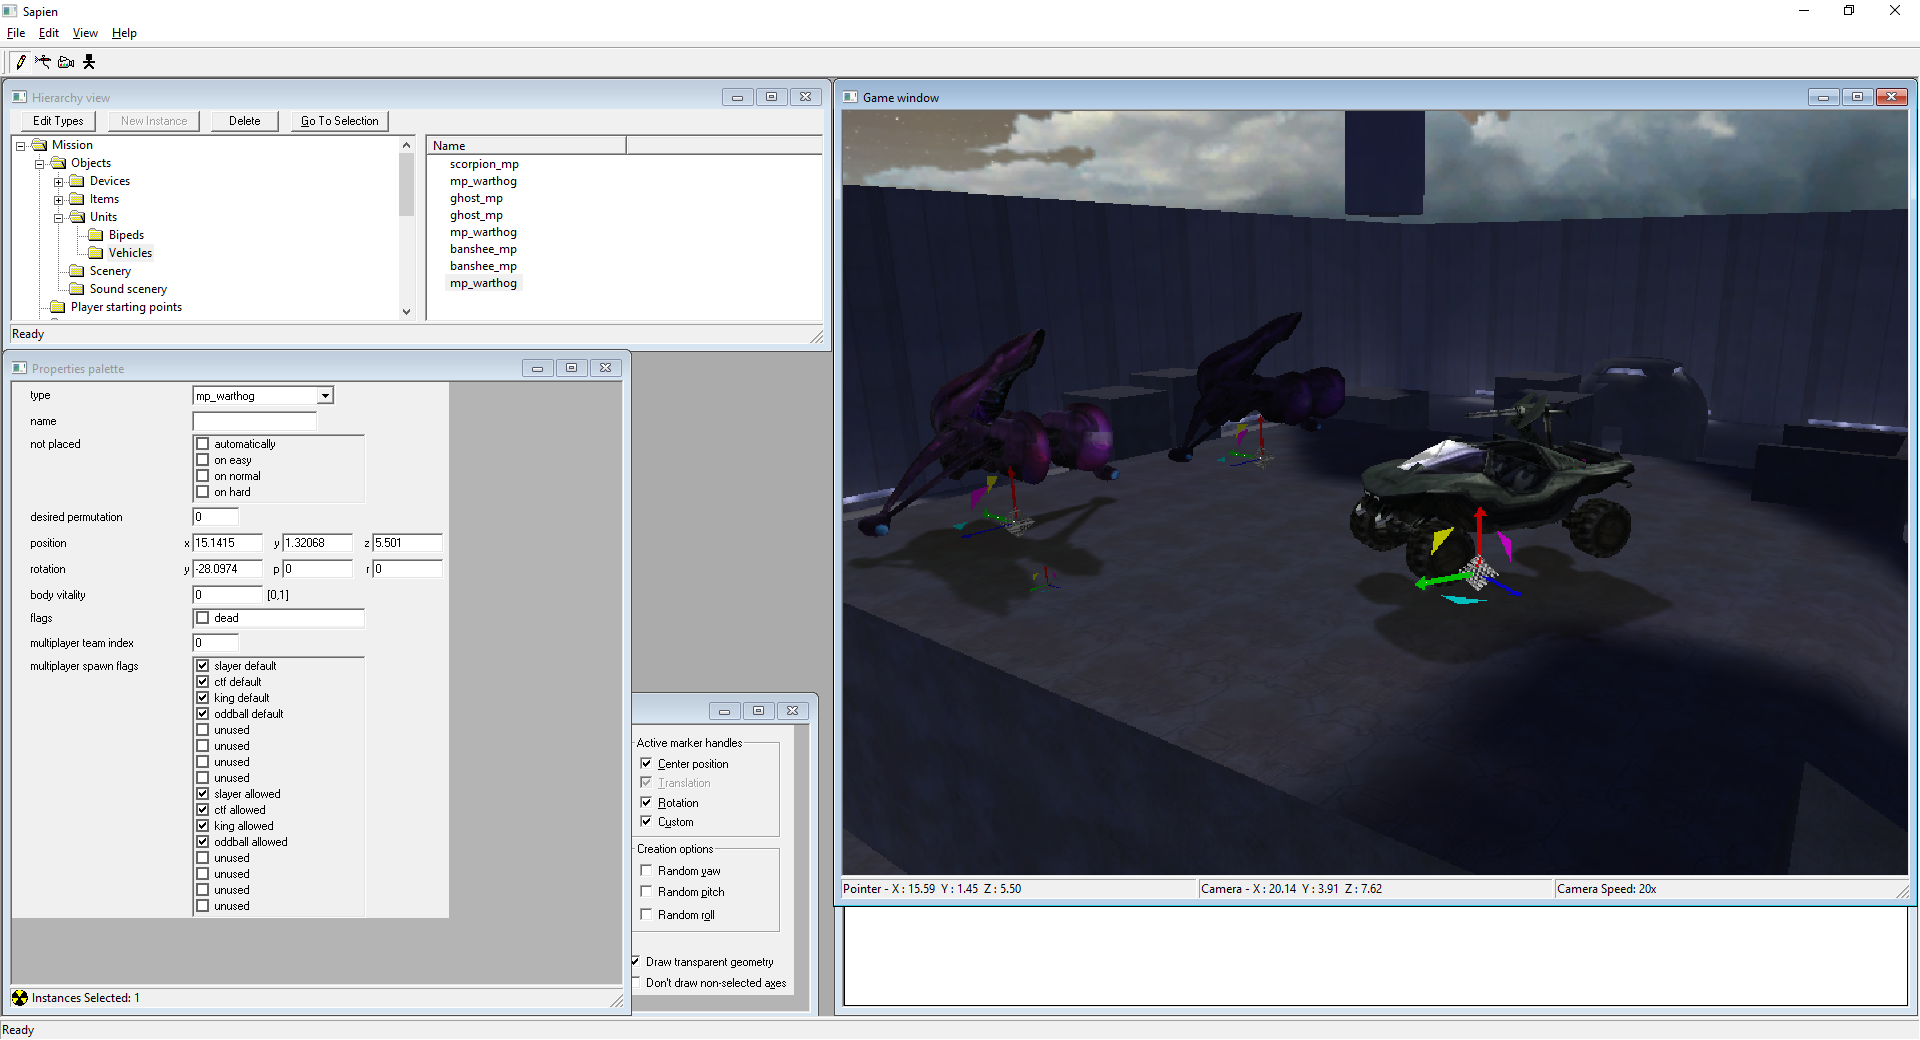 Sapien
File Edit View Help
Hierarchy view
Edit Types New Instance Delete Go To Selection
Mission
Objects
Devices
Items
Units
Bipeds
Vehicles
Scenery
Sound scenery
Player starting points
Name
scorpion_mp
mp_warthog
ghost_mp
ghost_mp
mp_warthog
banshee_mp
banshee_mp
mp_warthog
Ready
Properties palette
type mp_warthog
name
not placed automatically
on easy
on normal
on hard
desired permutation 0
position x 15.1415 y 1.32068 z 5.501
rotation y -28.0974 p 0 r 0
body vitality 0 [0,1]
flags dead
multiplayer team index 0
multiplayer spawn flags slayer default
ctf default
king default
oddball default
unused
unused
unused
unused
slayer allowed
ctf allowed
king allowed
oddball allowed
unused
unused
unused
unused
Instances Selected: 1
Active marker handles
Center position
Translation
Rotation
Custom
Creation options
Random yaw
Random pitch
Random roll
Draw transparent geometry
Don't draw non-selected axes
Game window
Pointer - X : 15.59 Y : 1.45 Z : 5.50 Camera - X : 20.14 Y : 3.91 Z : 7.62 Camera Speed: 20x
Ready